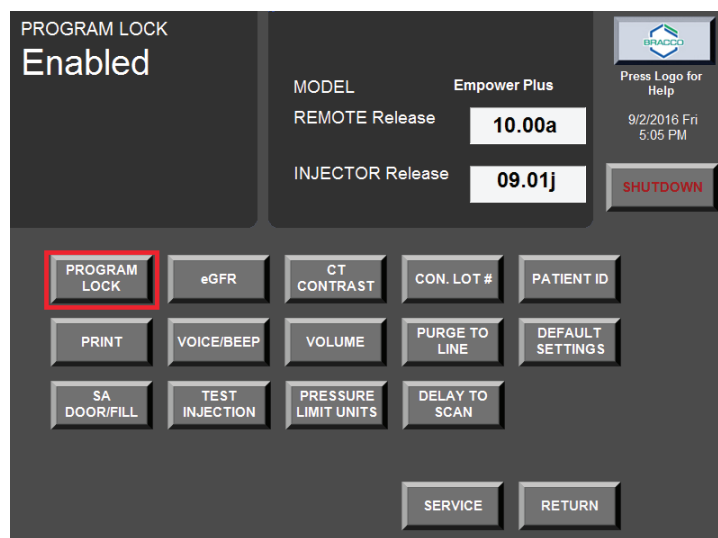 PROGRAM LOCK
Enabled
MODEL Empower Plus
REMOTE Release 10.00a
INJECTOR Release 09.01j
BRACCO
Press Logo for
Help
9/2/2016 Fri
5:05 PM
SHUTDOWN
PROGRAM
LOCK
eGFR
CT
CONTRAST
CON. LOT #
PATIENT ID
PRINT
VOICE/BEEP
VOLUME
PURGE TO
LINE
DEFAULT
SETTINGS
SA
DOOR/FILL
TEST
INJECTION
PRESSURE
LIMIT UNITS
DELAY TO
SCAN
SERVICE
RETURN